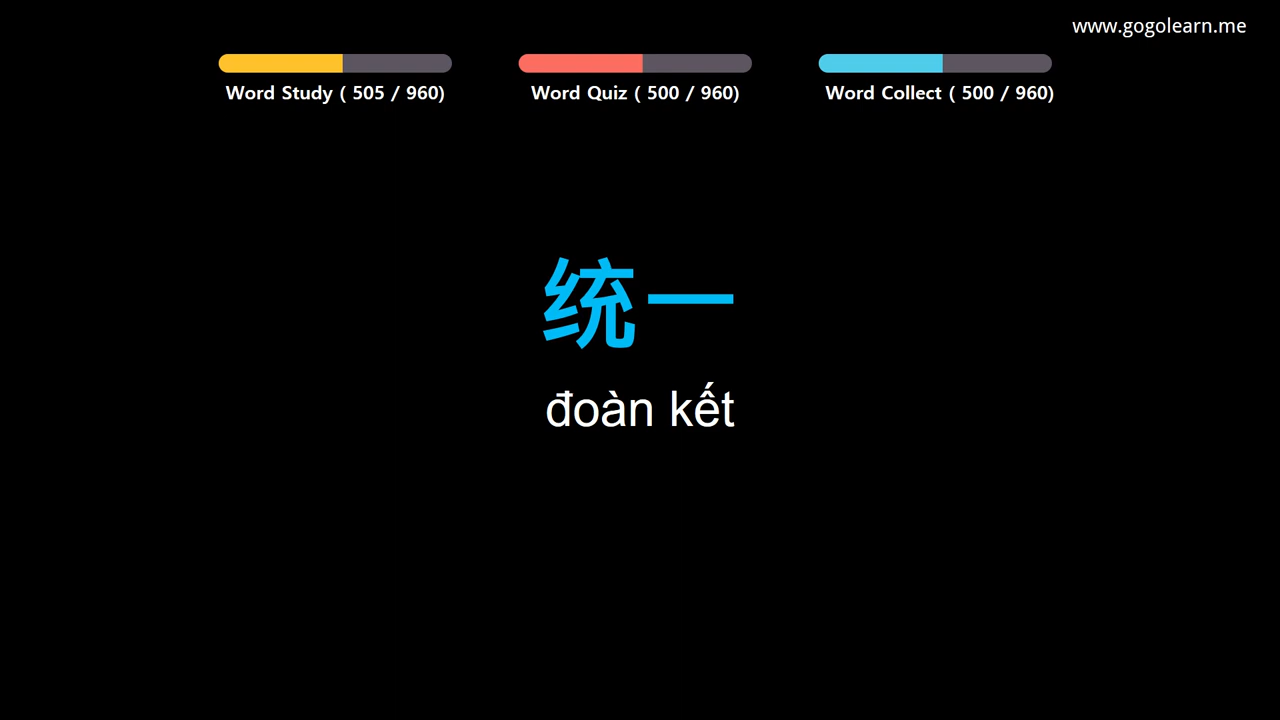 www.gogolearn.me
Word Study ( 505 / 960)
Word Quiz ( 500 / 960)
Word Collect ( 500 / 960)
统一
đoàn kết